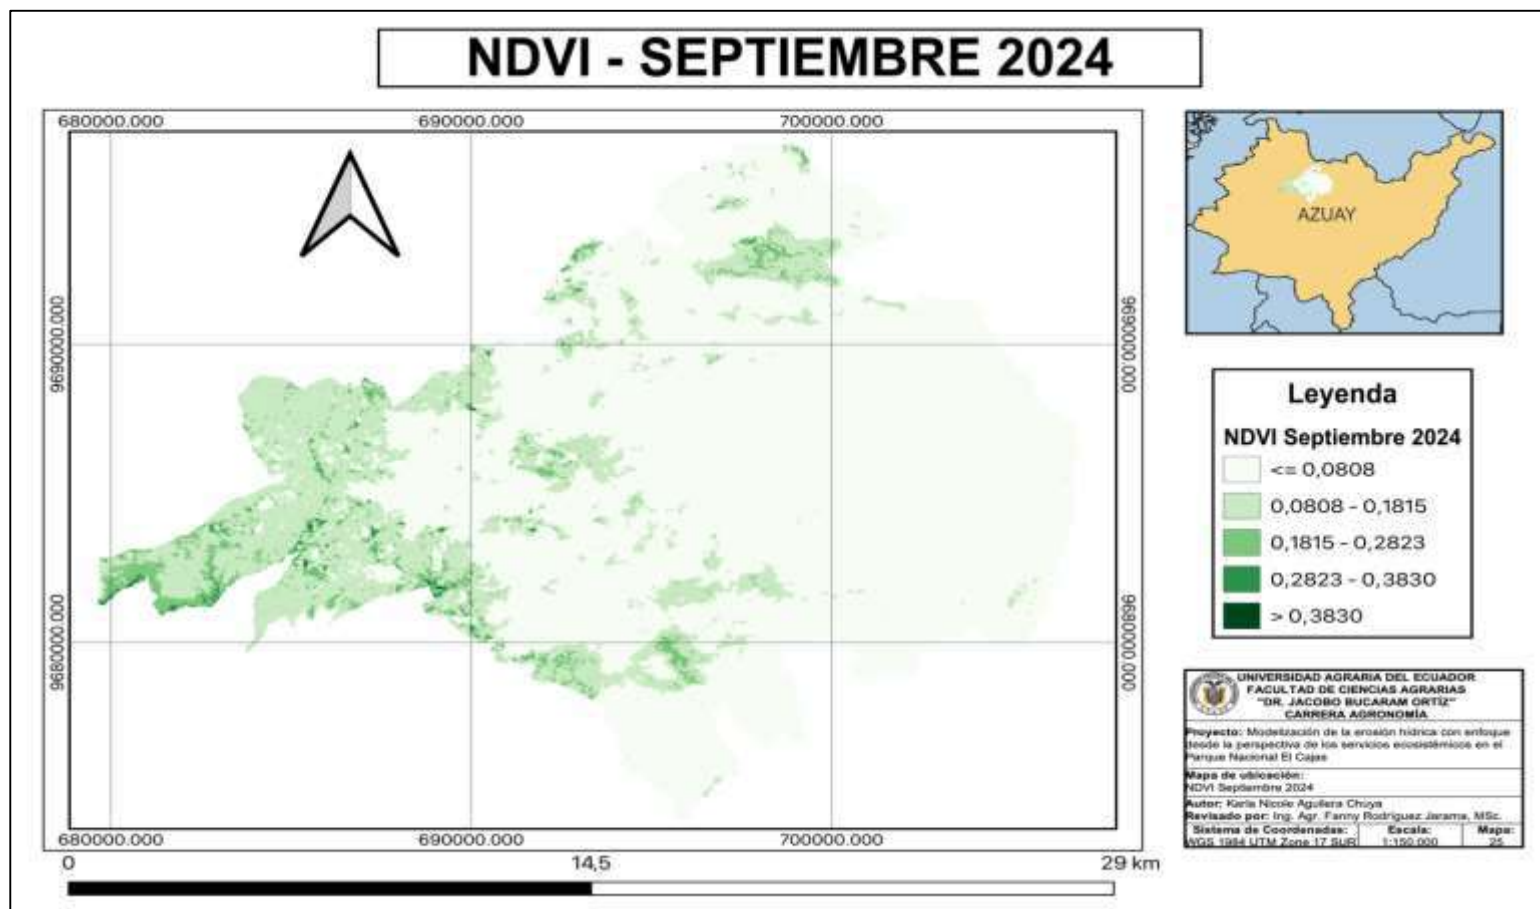 NDVI - SEPTIEMBRE 2024
680000.000 690000.000 700000.000
9690000.000 9690000.000
9680000.000 9680000.000
680000.000 690000.000 700000.000
0 14,5 29 km
AZUAY
Leyenda
NDVI Septiembre 2024
<= 0,0808
0,0808 - 0,1815
0,1815 - 0,2823
0,2823 - 0,3830
> 0,3830
UNIVERSIDAD AGRARIA DEL ECUADOR
FACULTAD DE CIENCIAS AGRARIAS
"DR. JACOBO BUCARAM ORTÍZ"
CARRERA AGRONOMÍA
Proyecto: Modelización de la erosión hídrica con enfoque
desde la perspectiva de los servicios ecosistémicos en el
Parque Nacional El Cajas
Mapa de ubicación:
NDVI Septiembre 2024
Autor: Karla Nicole Aguilera Chuya
Revisado por: Ing. Agr. Fanny Rodríguez Jarama, MSc.
Sistema de Coordenadas: Escala: Mapa:
WGS 1984 UTM Zone 17 SUR 1:150.000 25